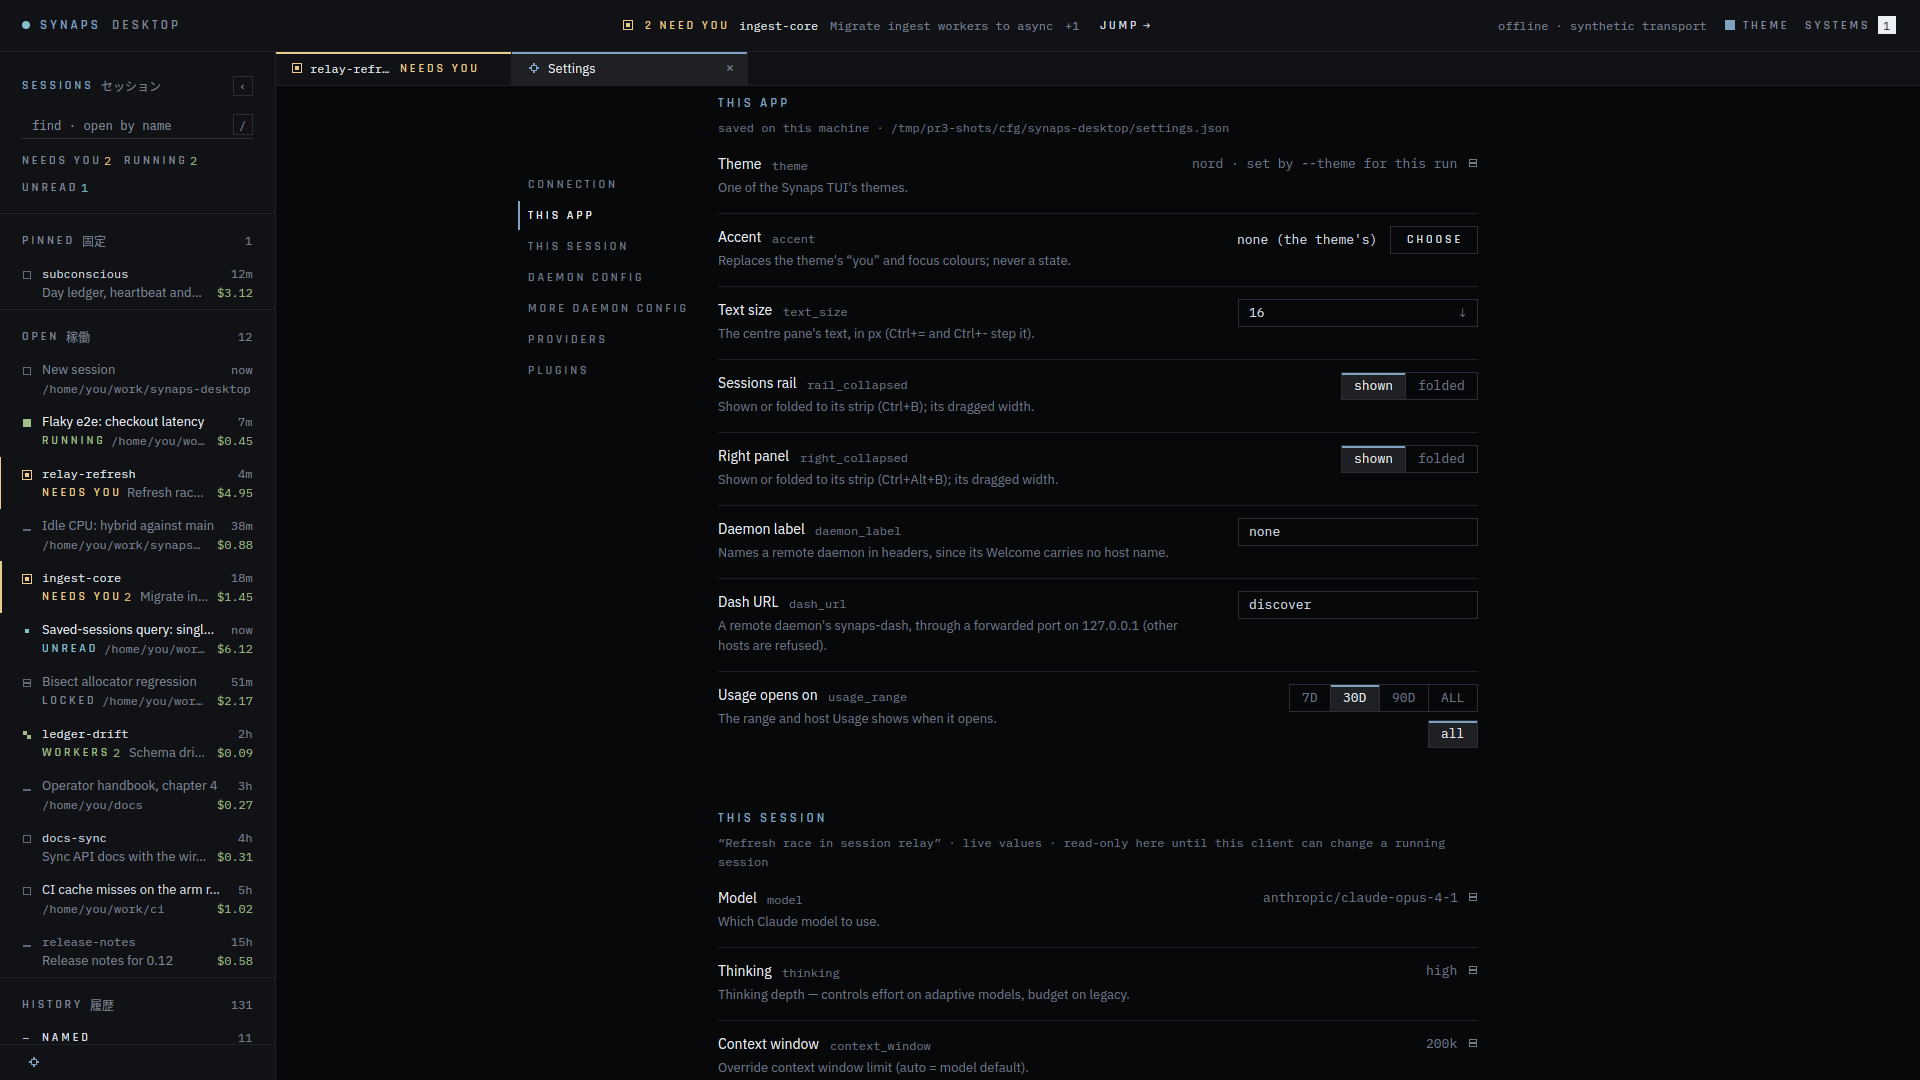 SYNAPS DESKTOP
2 NEED YOU ingest-core Migrate ingest workers to async +1 JUMP →
offline · synthetic transport THEME SYSTEMS 1
SESSIONS セッション ‹
find · open by name /
NEEDS YOU 2 RUNNING 2
UNREAD 1
PINNED 固定 1
subconscious 12m
Day ledger, heartbeat and… $3.12
OPEN 稼働 12
New session now
/home/you/work/synaps-desktop
Flaky e2e: checkout latency 7m
RUNNING /home/you/wo… $0.45
relay-refresh 4m
NEEDS YOU Refresh rac… $4.95
Idle CPU: hybrid against main 38m
/home/you/work/synaps… $0.88
ingest-core 18m
NEEDS YOU 2 Migrate in… $1.45
Saved-sessions query: singl… now
UNREAD /home/you/wor… $6.12
Bisect allocator regression 51m
LOCKED /home/you/wor… $2.17
ledger-drift 2h
WORKERS 2 Schema dri… $0.09
Operator handbook, chapter 4 3h
/home/you/docs $0.27
docs-sync 4h
Sync API docs with the wir… $0.31
CI cache misses on the arm r… 5h
/home/you/work/ci $1.02
release-notes 15h
Release notes for 0.12 $0.58
HISTORY 履歴 131
– NAMED 11
relay-refr… NEEDS YOU
Settings ×
CONNECTION
THIS APP
THIS SESSION
DAEMON CONFIG
MORE DAEMON CONFIG
PROVIDERS
PLUGINS
THIS APP
saved on this machine · /tmp/pr3-shots/cfg/synaps-desktop/settings.json
Theme theme nord · set by --theme for this run
One of the Synaps TUI's themes.
Accent accent none (the theme's) CHOOSE
Replaces the theme's “you” and focus colours; never a state.
Text size text_size 16 ↓
The centre pane's text, in px (Ctrl+= and Ctrl+- step it).
Sessions rail rail_collapsed shown folded
Shown or folded to its strip (Ctrl+B); its dragged width.
Right panel right_collapsed shown folded
Shown or folded to its strip (Ctrl+Alt+B); its dragged width.
Daemon label daemon_label none
Names a remote daemon in headers, since its Welcome carries no host name.
Dash URL dash_url discover
A remote daemon's synaps-dash, through a forwarded port on 127.0.0.1 (other
hosts are refused).
Usage opens on usage_range 7D 30D 90D ALL
The range and host Usage shows when it opens.
all
THIS SESSION
“Refresh race in session relay” · live values · read-only here until this client can change a running
session
Model model anthropic/claude-opus-4-1
Which Claude model to use.
Thinking thinking high
Thinking depth — controls effort on adaptive models, budget on legacy.
Context window context_window 200k
Override context window limit (auto = model default).